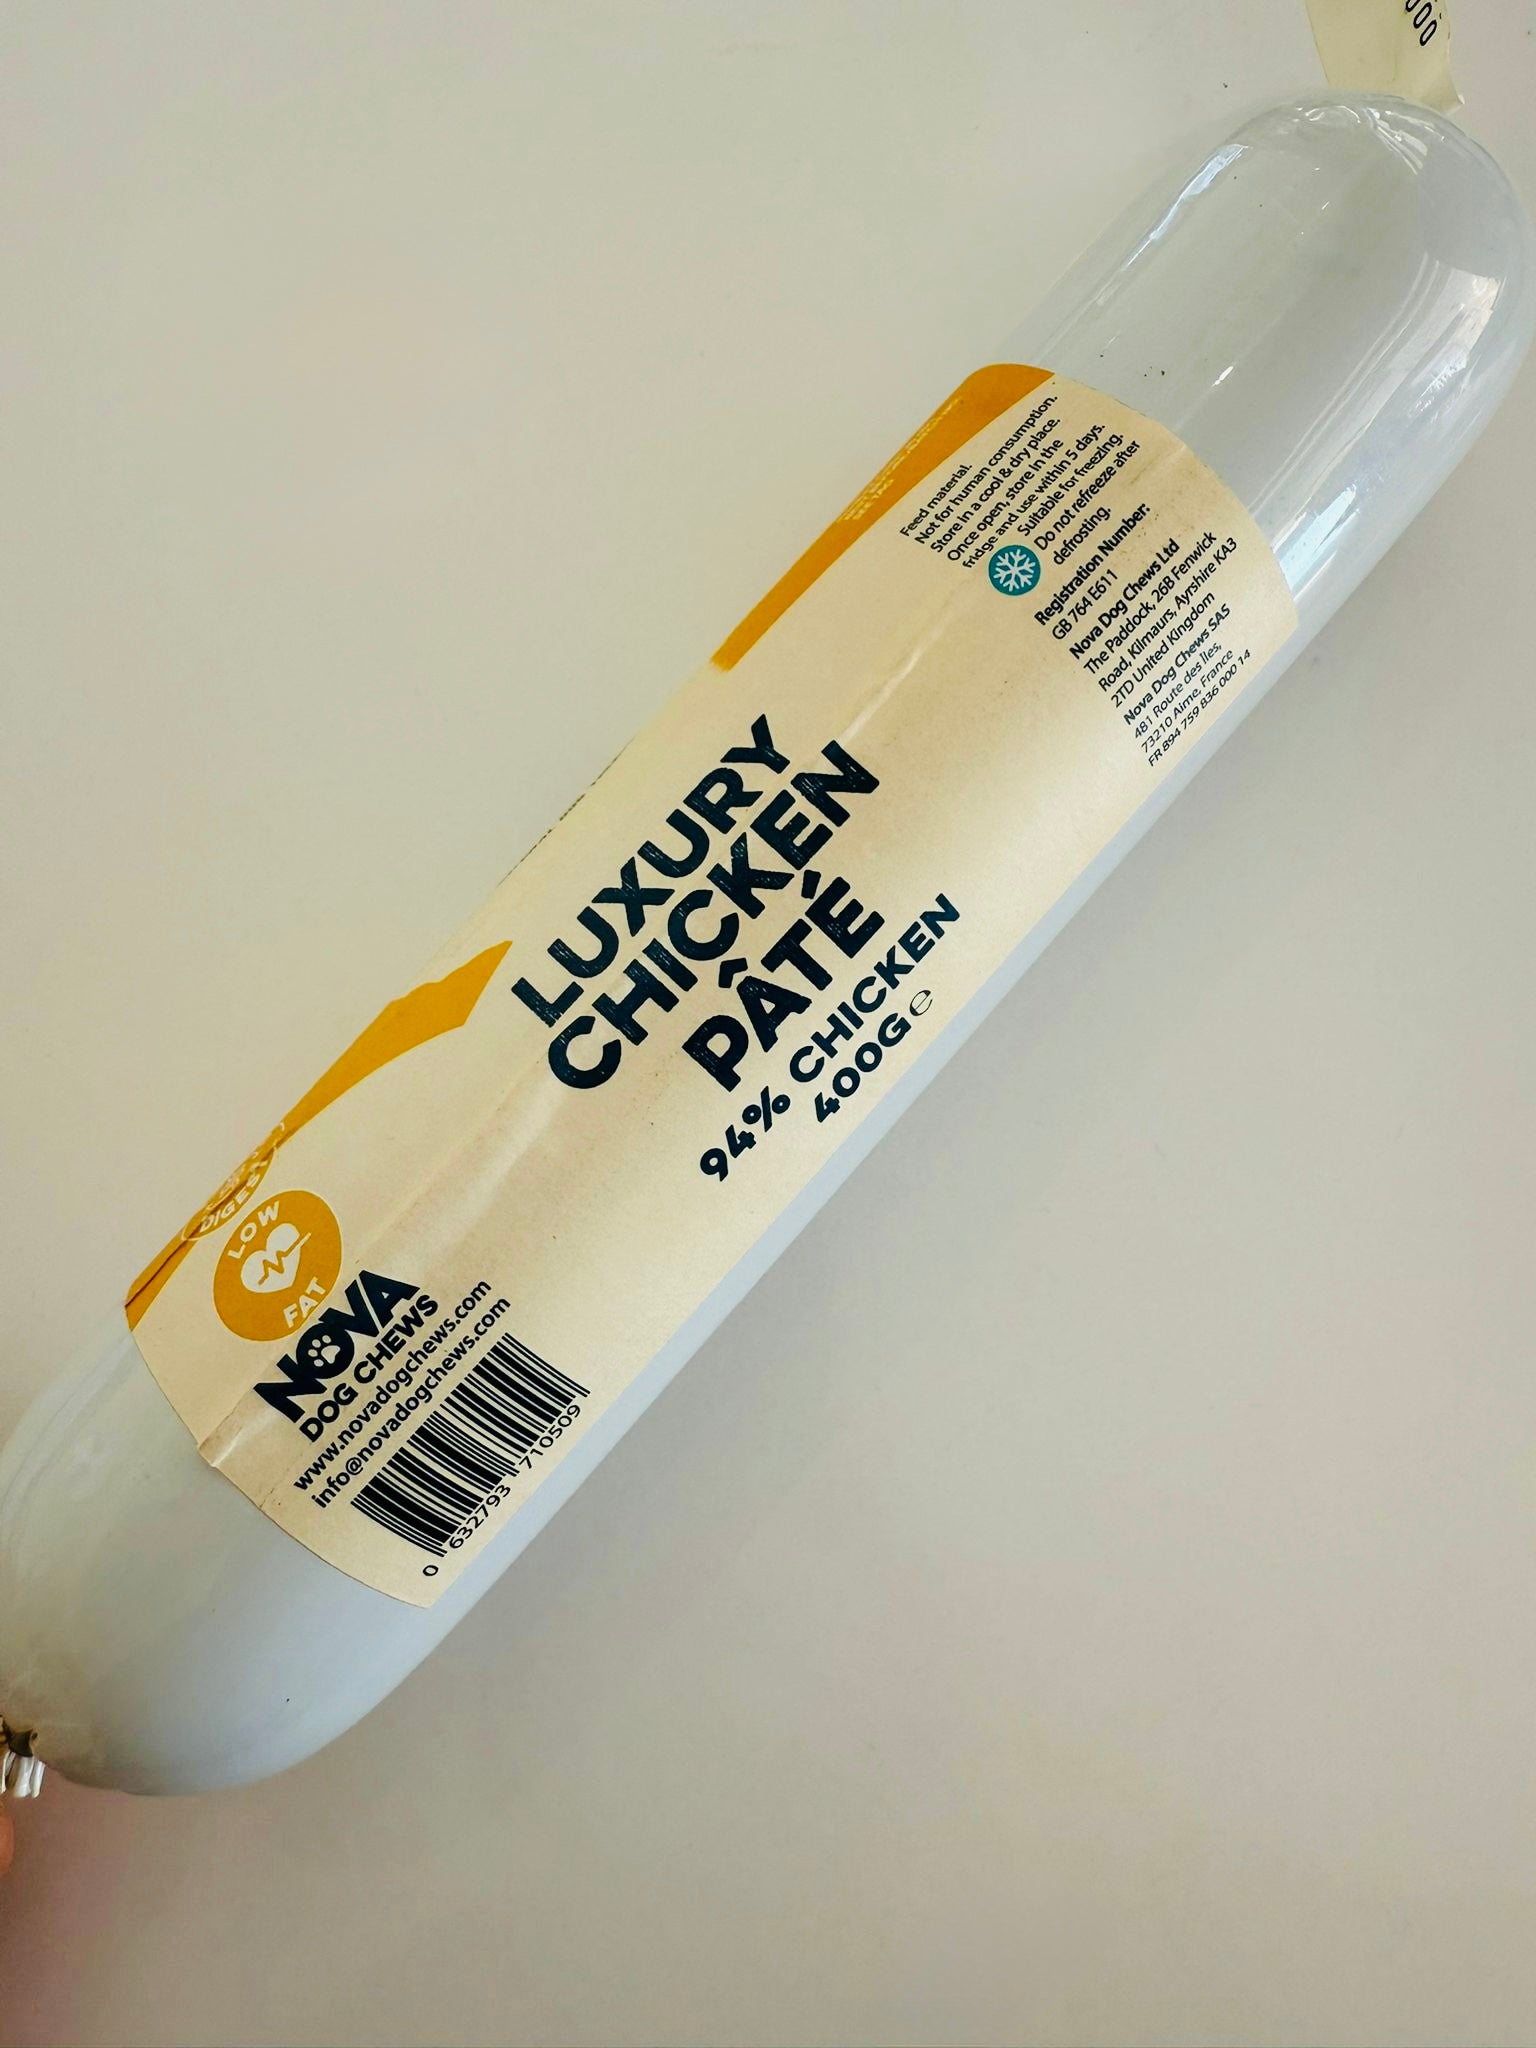 LUXURY
CHICKEN
PÂTÈ
94% CHICKEN
400G e
LOW
FAT
NOVA
DOG CHEWS
www.novadogchews.com
info@novadogchews.com
0 632793 710509
Feed material.
Not for human consumption.
Store in a cool & dry place.
Once open, store in the
fridge and use within 5 days.
Suitable for freezing.
Do not refreeze after
defrosting.
Registration Number:
GB 764 E611
Nova Dog Chews Ltd
The Paddock, 26B Fenwick
Road, Kilmaurs, Ayrshire KA3
2TD United Kingdom
Nova Dog Chews SAS
481 Route des Iles,
73210 Aime, France
FR 894 759 836 000 14
SEE TAG